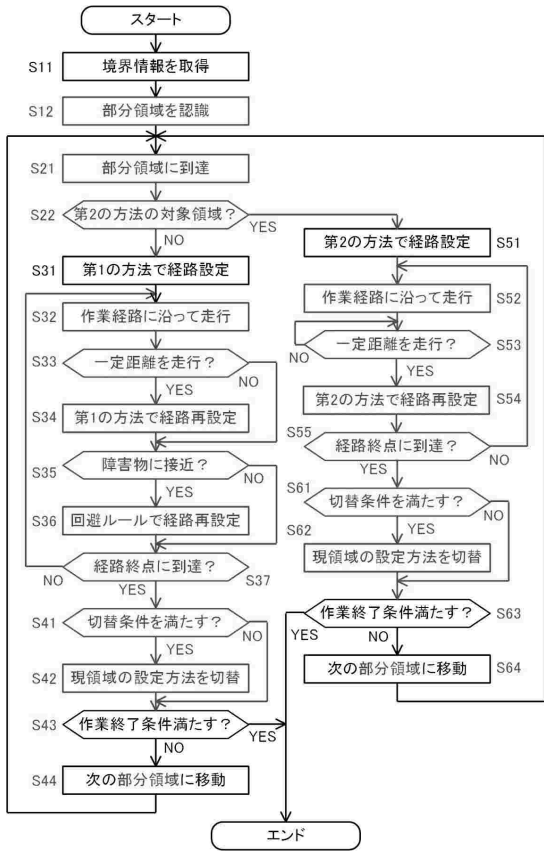 スタート
S11
境界情報を取得
S12
部分領域を認識
S21
部分領域に到達
S22
第2の方法の対象領域？
YES
NO
S31
第1の方法で経路設定
S32
作業経路に沿って走行
S33
一定距離を走行？
NO
YES
S34
第1の方法で経路再設定
S35
障害物に接近？
NO
YES
S36
回避ルールで経路再設定
NO
経路終点に到達？
S37
YES
S41
切替条件を満たす？
NO
YES
S42
現領域の設定方法を切替
S43
作業終了条件満たす？
YES
NO
S44
次の部分領域に移動
第2の方法で経路設定
S51
作業経路に沿って走行
S52
NO
一定距離を走行？
S53
YES
第2の方法で経路再設定
S54
S55
経路終点に到達？
NO
YES
S61
切替条件を満たす？
NO
YES
S62
現領域の設定方法を切替
作業終了条件満たす？
S63
YES
NO
次の部分領域に移動
S64
エンド